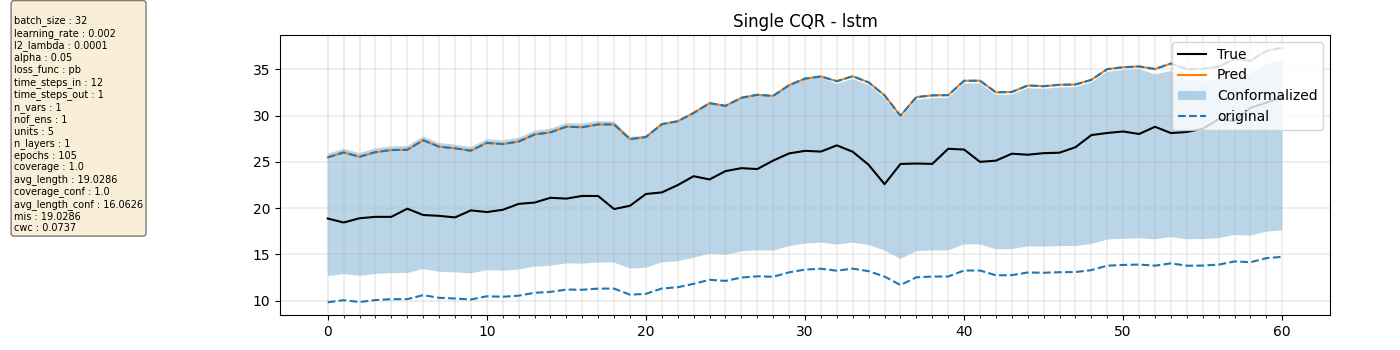 batch_size : 32
learning_rate : 0.002
l2_lambda : 0.0001
alpha : 0.05
loss_func : pb
time_steps_in : 12
time_steps_out : 1
n_vars : 1
nof_ens : 1
units : 5
n_layers : 1
epochs : 105
coverage : 1.0
avg_length : 19.0286
coverage_conf : 1.0
avg_length_conf : 16.0626
mis : 19.0286
cwc : 0.0737
Single CQR - lstm
True
Pred
Conformalized
original
35
30
25
20
15
10
0 10 20 30 40 50 60